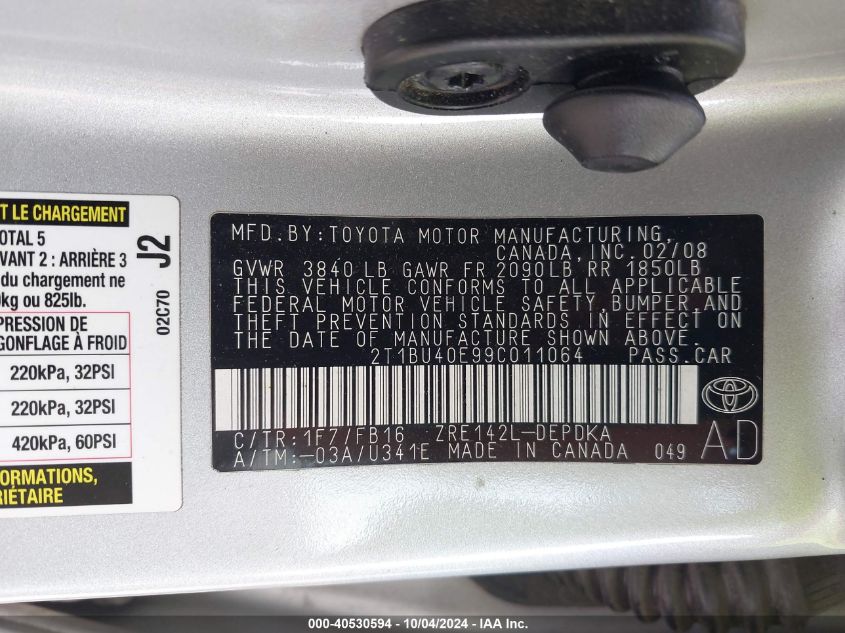 T LE CHARGEMENT
OTAL 5
VANT 2 : ARRIÈRE 3
du chargement ne
kg ou 825lb.
PRESSION DE
GONFLAGE À FROID
220kPa, 32PSI
220kPa, 32PSI
420kPa, 60PSI
FORMATIONS,
RIÉTAIRE
J2
02C70
MFD.BY:TOYOTA MOTOR MANUFACTURING,
CANADA,INC. 02/08
GVWR 3840LB GAWR FR 2090LB RR 1850LB
THIS VEHICLE CONFORMS TO ALL APPLICABLE
FEDERAL MOTOR VEHICLE SAFETY, BUMPER AND
THEFT PREVENTION STANDARDS IN EFFECT ON
THE DATE OF MANUFACTURE SHOWN ABOVE.
2T1BU40E99C011064 PASS.CAR
C/TR:1F7/FB16 ZRE142L-DEPDKA
A/TM:-03A/U341E MADE IN CANADA 049 AD
000-40530594 - 10/04/2024 - IAA Inc.